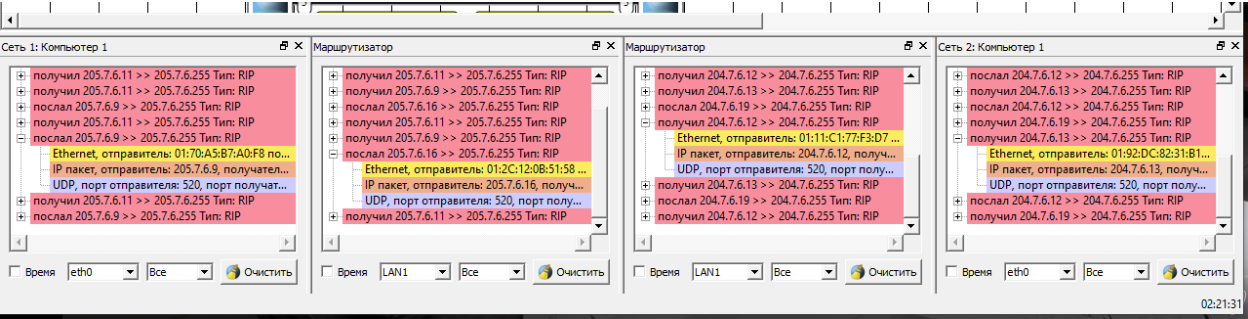 Сеть 1: Компьютер 1
получил 205.7.6.11 >> 205.7.6.255 Тип: RIP
получил 205.7.6.11 >> 205.7.6.255 Тип: RIP
послал 205.7.6.9 >> 205.7.6.255 Тип: RIP
получил 205.7.6.11 >> 205.7.6.255 Тип: RIP
послал 205.7.6.9 >> 205.7.6.255 Тип: RIP
Ethernet, отправитель: 01:70:A5:B7:A0:F8 по...
IP пакет, отправитель: 205.7.6.9, получател...
UDP, порт отправителя: 520, порт получат...
получил 205.7.6.11 >> 205.7.6.255 Тип: RIP
послал 205.7.6.9 >> 205.7.6.255 Тип: RIP
Время eth0 Все Очистить
Маршрутизатор
получил 205.7.6.11 >> 205.7.6.255 Тип: RIP
получил 205.7.6.9 >> 205.7.6.255 Тип: RIP
послал 205.7.6.16 >> 205.7.6.255 Тип: RIP
получил 205.7.6.11 >> 205.7.6.255 Тип: RIP
получил 205.7.6.9 >> 205.7.6.255 Тип: RIP
послал 205.7.6.16 >> 205.7.6.255 Тип: RIP
Ethernet, отправитель: 01:2C:12:0B:51:58 ...
IP пакет, отправитель: 205.7.6.16, получ...
UDP, порт отправителя: 520, порт полу...
получил 205.7.6.11 >> 205.7.6.255 Тип: RIP
Время LAN1 Все Очистить
Маршрутизатор
получил 204.7.6.12 >> 204.7.6.255 Тип: RIP
получил 204.7.6.13 >> 204.7.6.255 Тип: RIP
послал 204.7.6.19 >> 204.7.6.255 Тип: RIP
получил 204.7.6.12 >> 204.7.6.255 Тип: RIP
Ethernet, отправитель: 01:11:C1:77:F3:D7 ...
IP пакет, отправитель: 204.7.6.12, получ...
UDP, порт отправителя: 520, порт полу...
получил 204.7.6.13 >> 204.7.6.255 Тип: RIP
послал 204.7.6.19 >> 204.7.6.255 Тип: RIP
получил 204.7.6.12 >> 204.7.6.255 Тип: RIP
Время LAN1 Все Очистить
Сеть 2: Компьютер 1
послал 204.7.6.12 >> 204.7.6.255 Тип: RIP
получил 204.7.6.13 >> 204.7.6.255 Тип: RIP
послал 204.7.6.12 >> 204.7.6.255 Тип: RIP
получил 204.7.6.19 >> 204.7.6.255 Тип: RIP
получил 204.7.6.13 >> 204.7.6.255 Тип: RIP
Ethernet, отправитель: 01:92:DC:82:31:B1...
IP пакет, отправитель: 204.7.6.13, получ...
UDP, порт отправителя: 520, порт полу...
послал 204.7.6.12 >> 204.7.6.255 Тип: RIP
получил 204.7.6.19 >> 204.7.6.255 Тип: RIP
Время eth0 Все Очистить
02:21:31